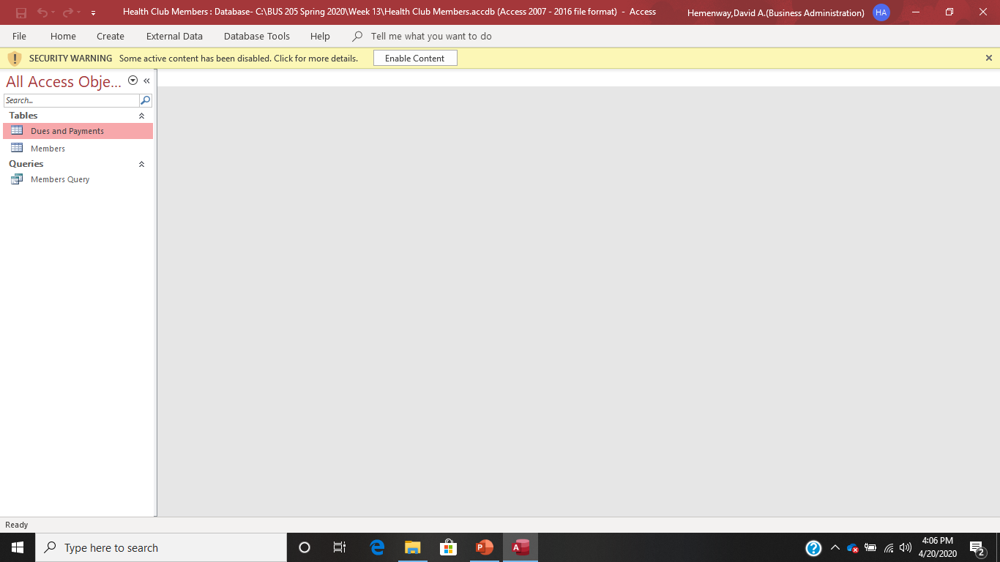 Health Club Members : Database- C:\BUS 205 Spring 2020\Week 13\Health Club Members.accdb (Access 2007 - 2016 file format) - Access
Hemenway,David A.(Business Administration) HA
File Home Create External Data Database Tools Help Tell me what you want to do
SECURITY WARNING Some active content has been disabled. Click for more details. Enable Content
All Access Obje...
Search...
Tables
Dues and Payments
Members
Queries
Members Query
Ready
Type here to search
4:06 PM
4/20/2020
2